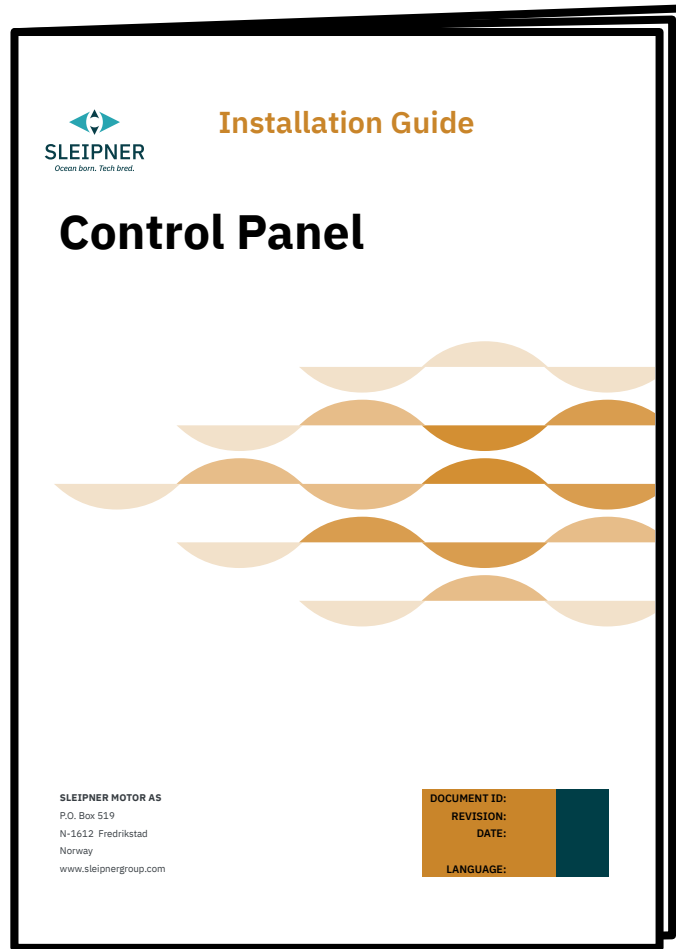 Installation Guide
SLEIPNER
Ocean born. Tech bred.
Control Panel
SLEIPNER MOTOR AS
P.O. Box 519
N-1612 Fredrikstad
Norway
www.sleipnergroup.com
DOCUMENT ID:
REVISION:
DATE:
LANGUAGE: